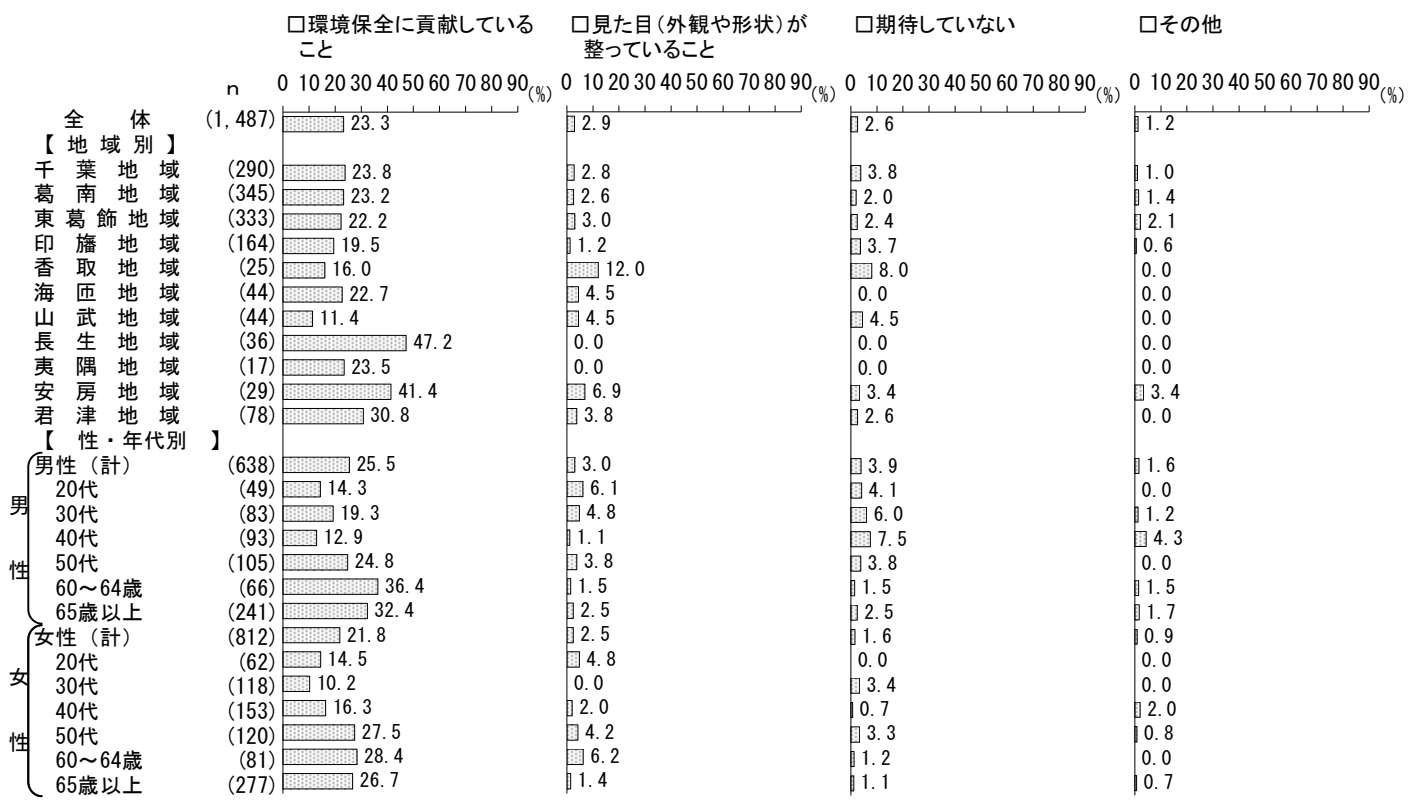 □環境保全に貢献している
こと
□見た目(外観や形状)が
整っていること
□期待していない
□その他
n 0 10 20 30 40 50 60 70 80 90(%) 0 10 20 30 40 50 60 70 80 90(%) 0 10 20 30 40 50 60 70 80 90(%) 0 10 20 30 40 50 60 70 80 90(%)
全体 (1,487) 23.3 2.9 2.6 1.2
【地域別】
千葉地域 (290) 23.8 2.8 3.8 1.0
葛南地域 (345) 23.2 2.6 2.0 1.4
東葛飾地域 (333) 22.2 3.0 2.4 2.1
印旛地域 (164) 19.5 1.2 3.7 0.6
香取地域 (25) 16.0 12.0 8.0 0.0
海匝地域 (44) 22.7 4.5 0.0 0.0
山武地域 (44) 11.4 4.5 4.5 0.0
長生地域 (36) 47.2 0.0 0.0 0.0
夷隅地域 (17) 23.5 0.0 0.0 0.0
安房地域 (29) 41.4 6.9 3.4 3.4
君津地域 (78) 30.8 3.8 2.6 0.0
【性・年代別】
男性
男性(計) (638) 25.5 3.0 3.9 1.6
20代 (49) 14.3 6.1 4.1 0.0
30代 (83) 19.3 4.8 6.0 1.2
40代 (93) 12.9 1.1 7.5 4.3
50代 (105) 24.8 3.8 3.8 0.0
60～64歳 (66) 36.4 1.5 1.5 1.5
65歳以上 (241) 32.4 2.5 2.5 1.7
女性
女性(計) (812) 21.8 2.5 1.6 0.9
20代 (62) 14.5 4.8 0.0 0.0
30代 (118) 10.2 0.0 3.4 0.0
40代 (153) 16.3 2.0 0.7 2.0
50代 (120) 27.5 4.2 3.3 0.8
60～64歳 (81) 28.4 6.2 1.2 0.0
65歳以上 (277) 26.7 1.4 1.1 0.7